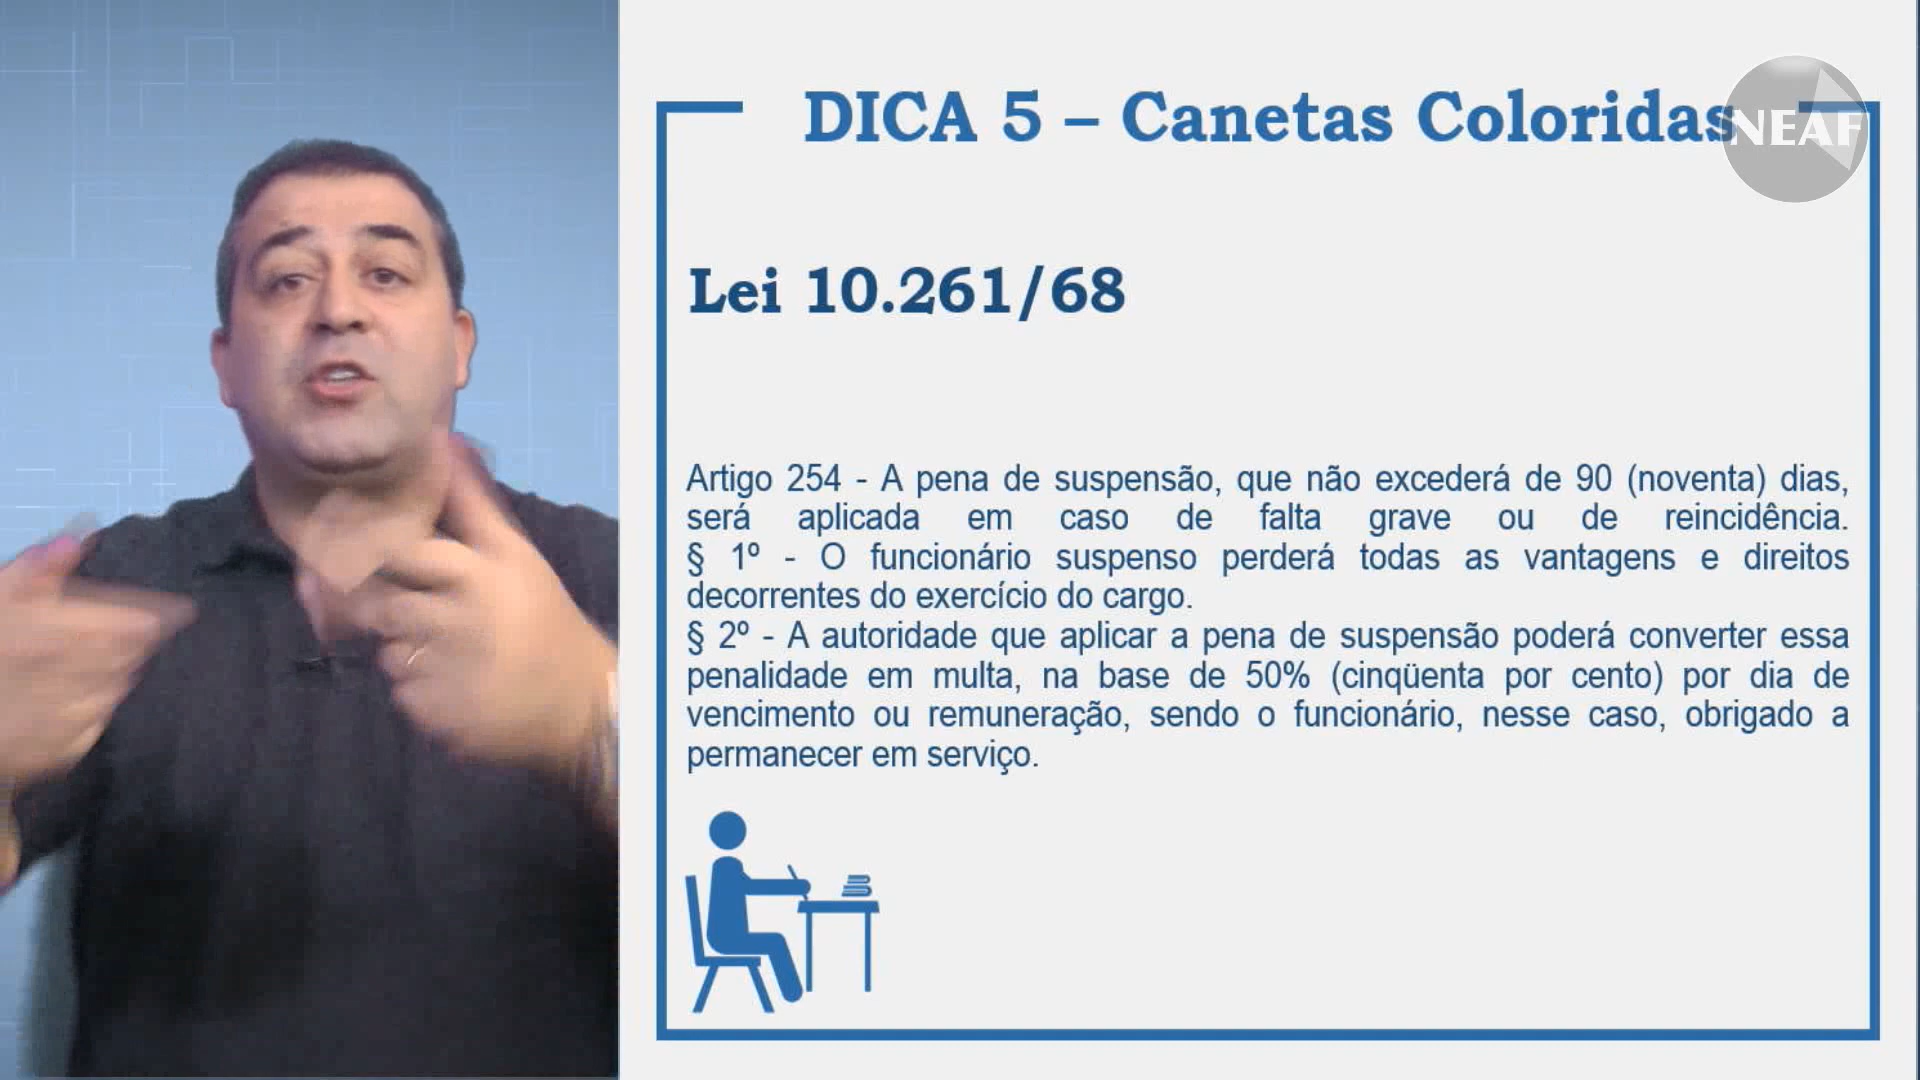 DICA 5 – Canetas Coloridas
NEAF
Lei 10.261/68
Artigo 254 - A pena de suspensão, que não excederá de 90 (noventa) dias,
será aplicada em caso de falta grave ou de reincidência.
§ 1º - O funcionário suspenso perderá todas as vantagens e direitos
decorrentes do exercício do cargo.
§ 2º - A autoridade que aplicar a pena de suspensão poderá converter essa
penalidade em multa, na base de 50% (cinqüenta por cento) por dia de
vencimento ou remuneração, sendo o funcionário, nesse caso, obrigado a
permanecer em serviço.